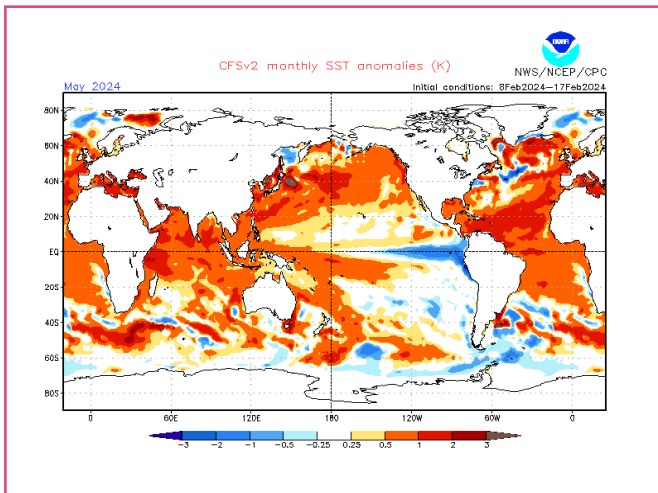 NOAA
CFSv2 monthly SST anomalies (K)
NWS/NCEP/CPC
May 2024
Initial conditions: 8Feb2024-17Feb2024
80N
60N
40N
20N
EQ
20S
40S
60S
80S
0 60E 120E 180 120W 60W 0
-3 -2 -1 -0.5 -0.25 0.25 0.5 1 2 3